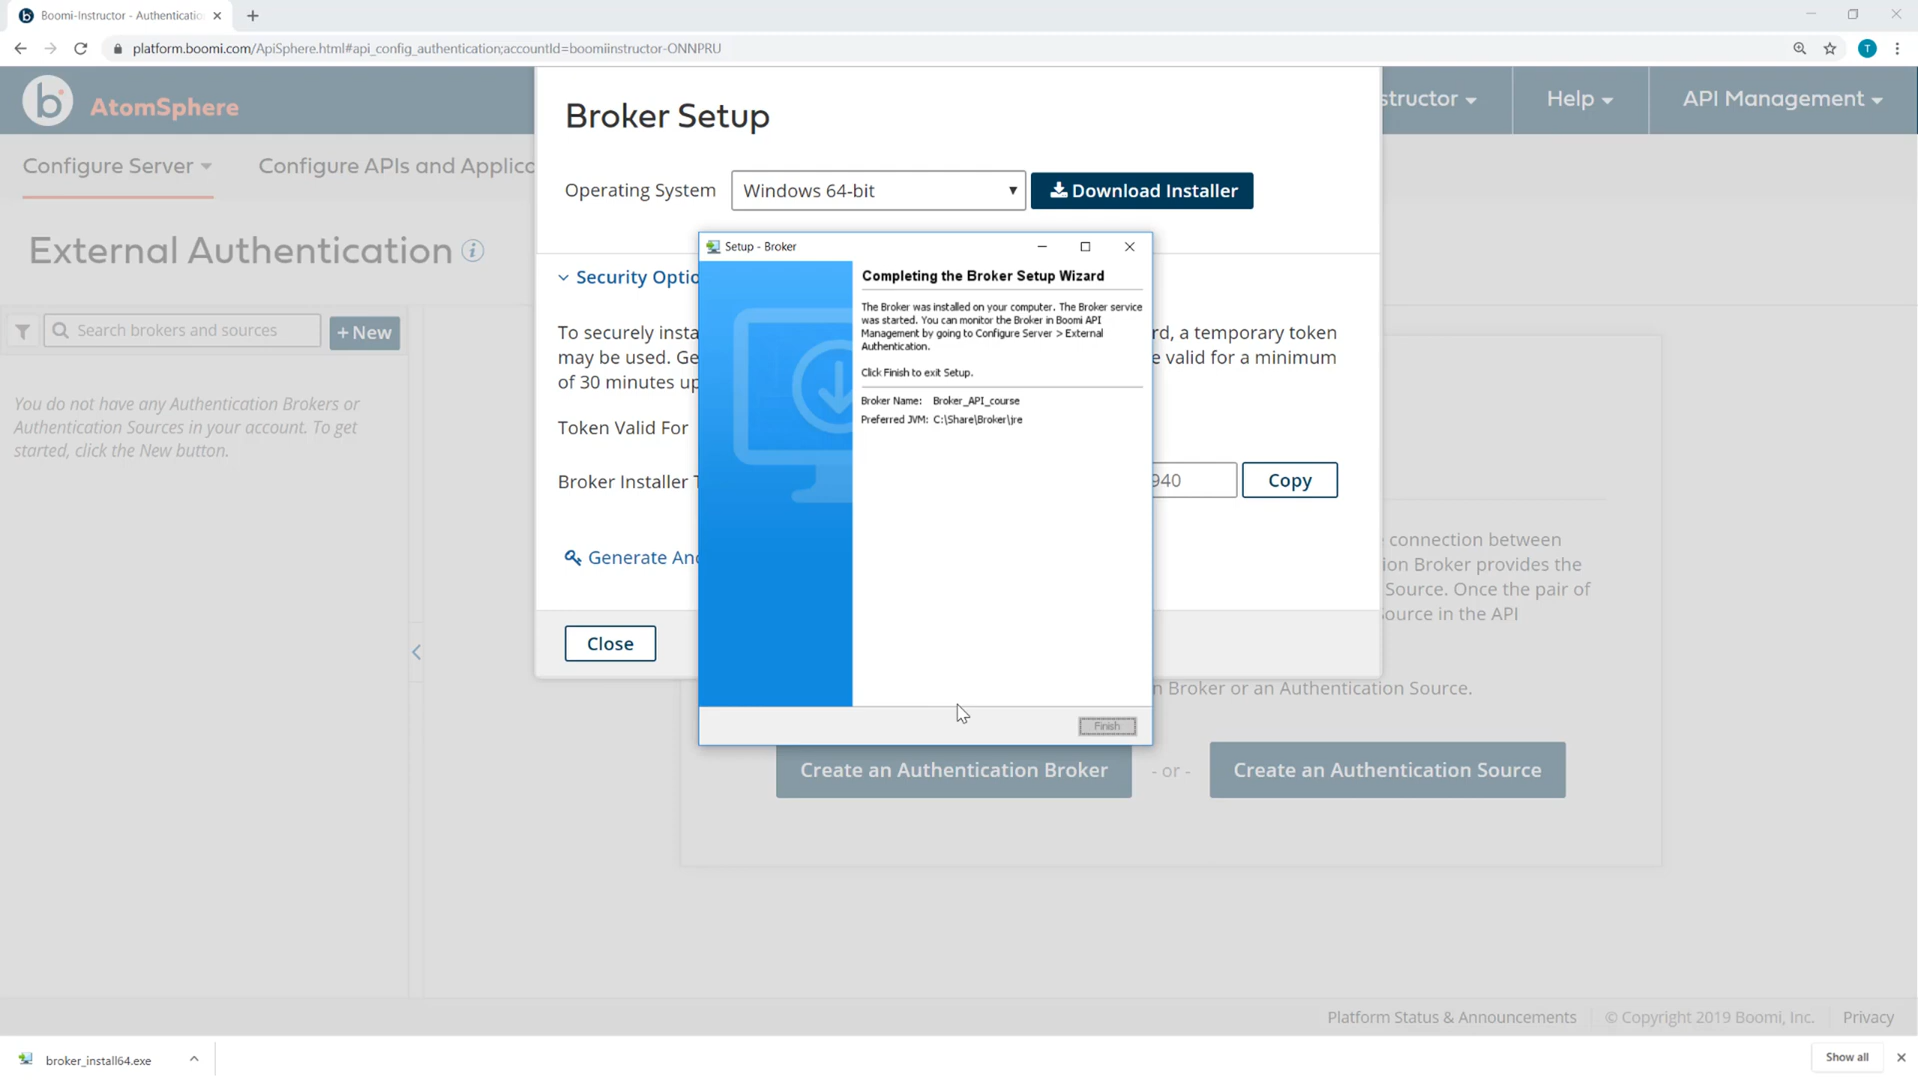 Boomi-Instructor - Authentication
platform.boomi.com/ApiSphere.html#api_config_authentication;accountId=boomiinstructor-ONNPRU
T
b
AtomSphere
structor
Help
API Management
Configure Server
Configure APIs and Applico
External Authentication
Search brokers and sources
+ New
You do not have any Authentication Brokers or
Authentication Sources in your account. To get
started, click the New button.
Broker Setup
Operating System
Windows 64-bit
Download Installer
Security Optio
To securely insta
rd, a temporary token
may be used. Ge
e valid for a minimum
of 30 minutes up
Token Valid For
Broker Installer T
940
Copy
Generate And
Close
Setup - Broker
Completing the Broker Setup Wizard
The Broker was installed on your computer. The Broker service
was started. You can monitor the Broker in Boomi API
Management by going to Configure Server > External
Authentication.
Click Finish to exit Setup.
Broker Name: Broker_API_course
Preferred JVM: C:\Share\Broker\jre
Finish
connection between
ion Broker provides the
Source. Once the pair of
Source in the API
n Broker or an Authentication Source.
Create an Authentication Broker
- or -
Create an Authentication Source
Platform Status & Announcements
© Copyright 2019 Boomi, Inc.
Privacy
broker_install64.exe
Show all